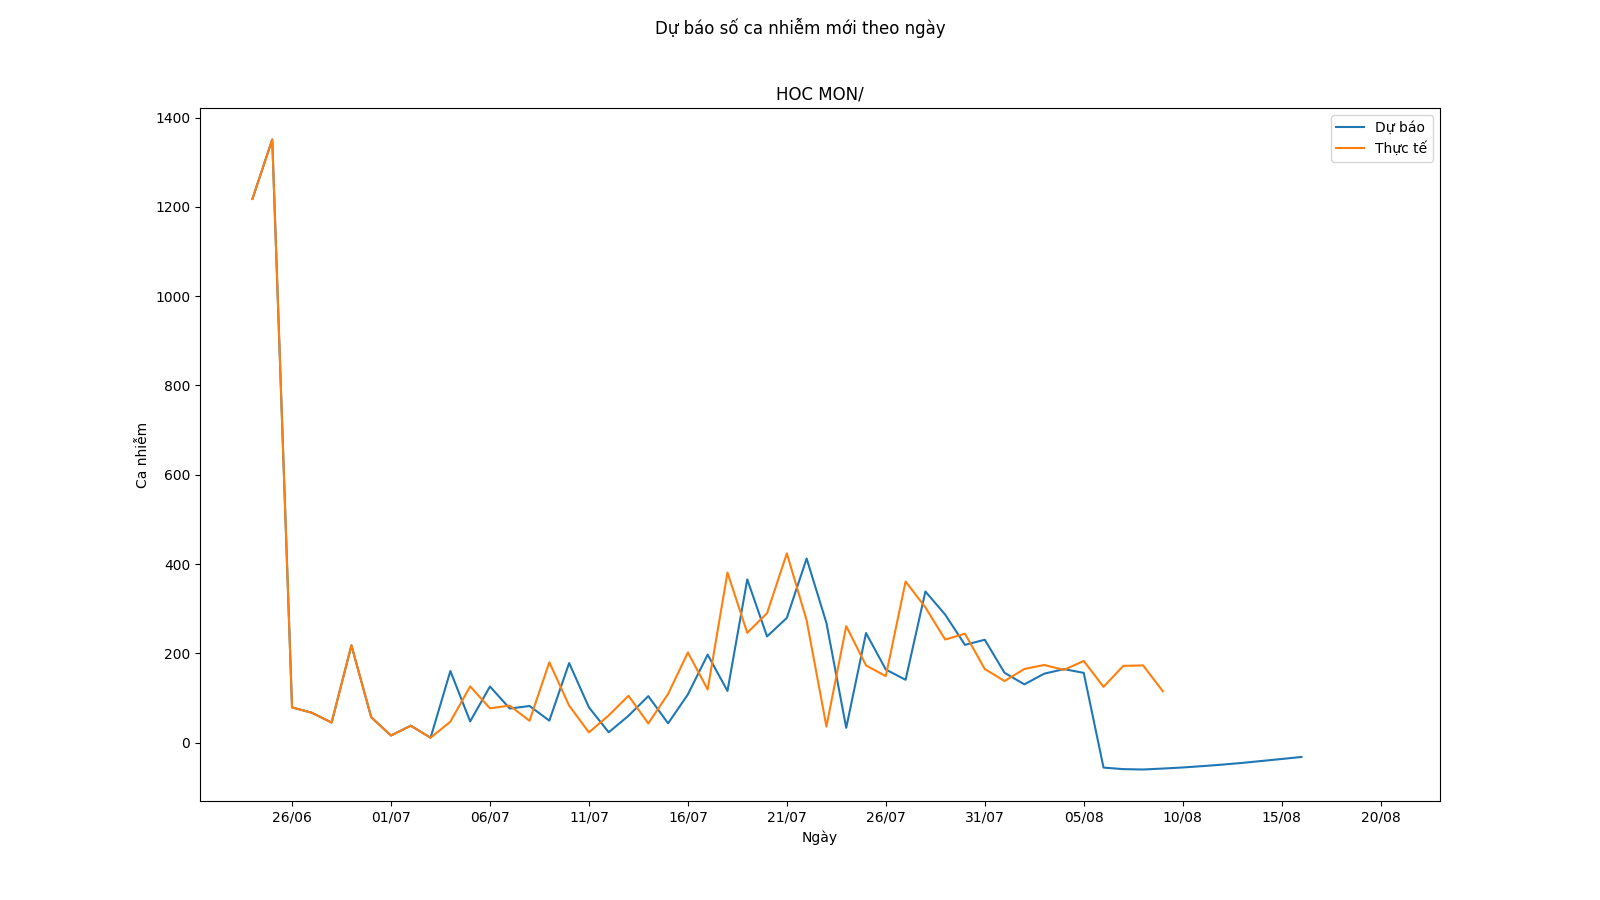 Dự báo số ca nhiễm mới theo ngày
HOC MON/
Dự báo
Thực tế
1400
1200
1000
800
600
400
200
0
Ca nhiễm
26/06 01/07 06/07 11/07 16/07 21/07 26/07 31/07 05/08 10/08 15/08 20/08
Ngày